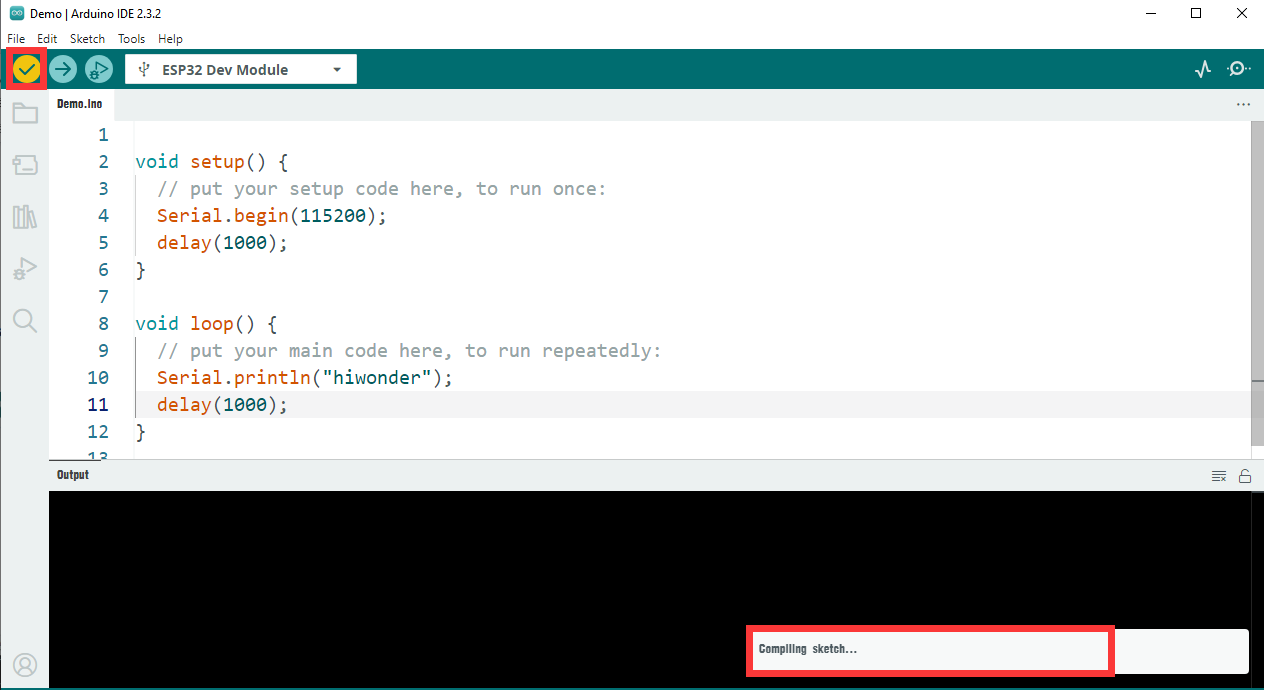 Demo | Arduino IDE 2.3.2
File Edit Sketch Tools Help
ESP32 Dev Module
Demo.ino
1
2 void setup() {
3 // put your setup code here, to run once:
4 Serial.begin(115200);
5 delay(1000);
6 }
7
8 void loop() {
9 // put your main code here, to run repeatedly:
10 Serial.println("hiwonder");
11 delay(1000);
12 }
13
Output
Compiling sketch...